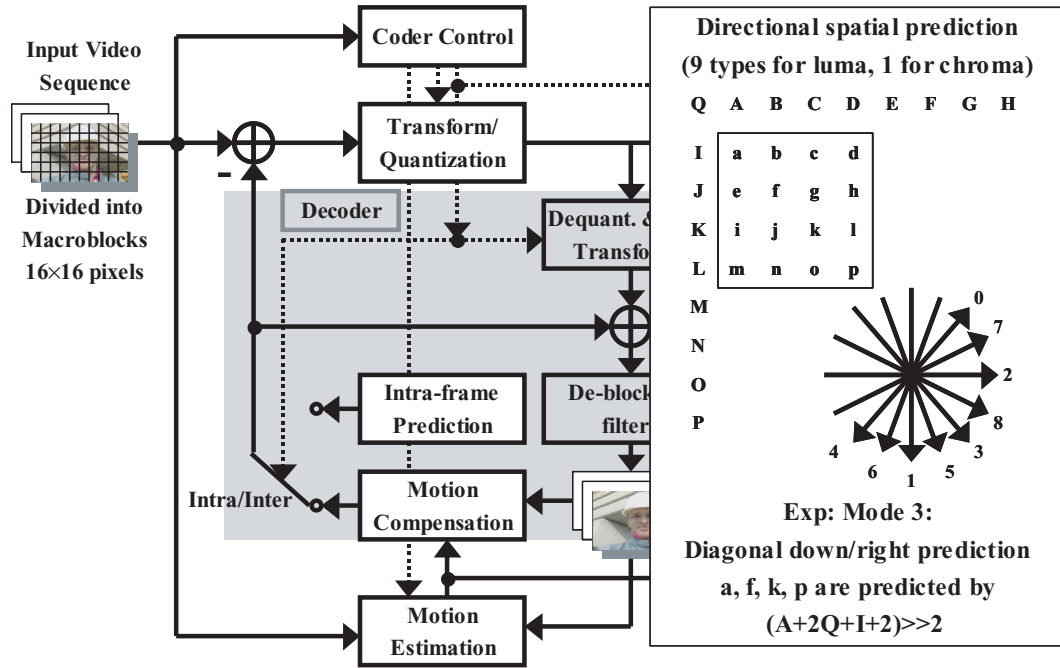 Input Video
Sequence
Divided into
Macroblocks
16×16 pixels
Coder Control
Transform/
Quantization
-
Decoder
Dequant. &
Transfo
Intra-frame
Prediction
De-block
filter
Intra/Inter
Motion
Compensation
Motion
Estimation
Directional spatial prediction
(9 types for luma, 1 for chroma)
Q A B C D E F G H
I a b c d
J e f g h
K i j k l
L m n o p
M
N
O
P
0
7
2
8
3
5
1
6
4
Exp: Mode 3:
Diagonal down/right prediction
a, f, k, p are predicted by
(A+2Q+I+2)>>2